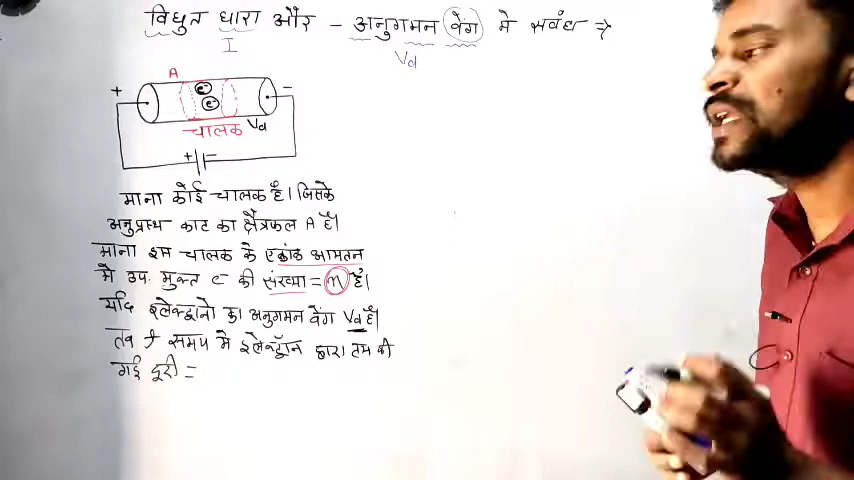 विधुत धारा और - अनुगमन वेग मे सबंध ⇒
I Vd
A
+ e⁻ -
e⁻
चालक Vd
+ -
माना कोई चालक है। जिसके
अनुप्राथ काट का क्षेत्रफल A है।
माना इस चालक के एकांक आयतन
मे उप. मुक्त e⁻ की संख्या = n है।
यदि इलेक्ट्रानो का अनुगमन वेग Vd है।
तब t समय मे इलेक्ट्रॉन द्वारा तय की
गई दूरी =